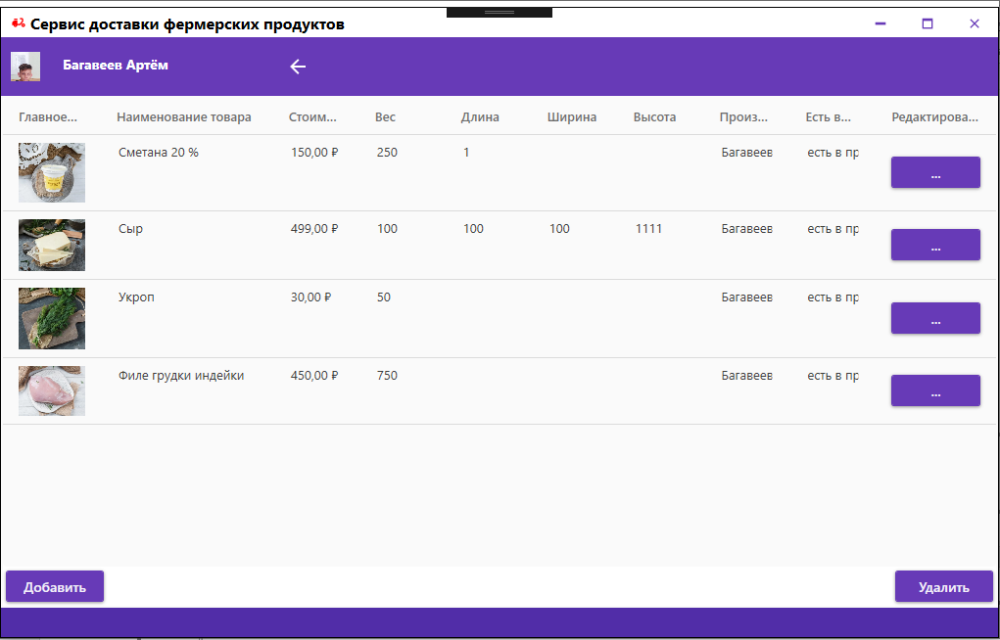 Сервис доставки фермерских продуктов
Багавеев Артём
Главное... Наименование товара Стоим... Вес Длина Ширина Высота Произ... Есть в... Редактирова...
Сметана 20 % 150,00 ₽ 250 1 Багавеев есть в пр ...
Сыр 499,00 ₽ 100 100 100 1111 Багавеев есть в пр ...
Укроп 30,00 ₽ 50 Багавеев есть в пр ...
Филе грудки индейки 450,00 ₽ 750 Багавеев есть в пр ...
Добавить Удалить